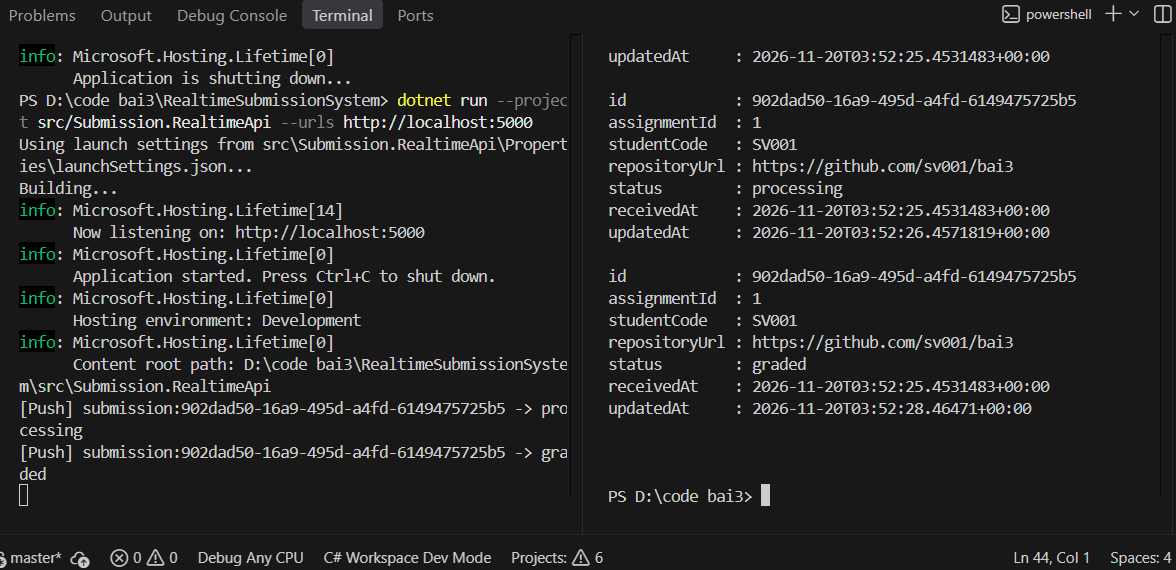 Problems Output Debug Console Terminal Ports
powershell
info: Microsoft.Hosting.Lifetime[0]
Application is shutting down...
PS D:\code bai3\RealtimeSubmissionSystem> dotnet run --projec
t src/Submission.RealtimeApi --urls http://localhost:5000
Using launch settings from src\Submission.RealtimeApi\Propert
ies\launchSettings.json...
Building...
info: Microsoft.Hosting.Lifetime[14]
Now listening on: http://localhost:5000
info: Microsoft.Hosting.Lifetime[0]
Application started. Press Ctrl+C to shut down.
info: Microsoft.Hosting.Lifetime[0]
Hosting environment: Development
info: Microsoft.Hosting.Lifetime[0]
Content root path: D:\code bai3\RealtimeSubmissionSyste
m\src\Submission.RealtimeApi
[Push] submission:902dad50-16a9-495d-a4fd-6149475725b5 -> pro
cessing
[Push] submission:902dad50-16a9-495d-a4fd-6149475725b5 -> gra
ded
updatedAt : 2026-11-20T03:52:25.4531483+00:00
id : 902dad50-16a9-495d-a4fd-6149475725b5
assignmentId : 1
studentCode : SV001
repositoryUrl : https://github.com/sv001/bai3
status : processing
receivedAt : 2026-11-20T03:52:25.4531483+00:00
updatedAt : 2026-11-20T03:52:26.4571819+00:00
id : 902dad50-16a9-495d-a4fd-6149475725b5
assignmentId : 1
studentCode : SV001
repositoryUrl : https://github.com/sv001/bai3
status : graded
receivedAt : 2026-11-20T03:52:25.4531483+00:00
updatedAt : 2026-11-20T03:52:28.46471+00:00
PS D:\code bai3>
master* 0 0 Debug Any CPU C# Workspace Dev Mode Projects: 6 Ln 44, Col 1 Spaces: 4